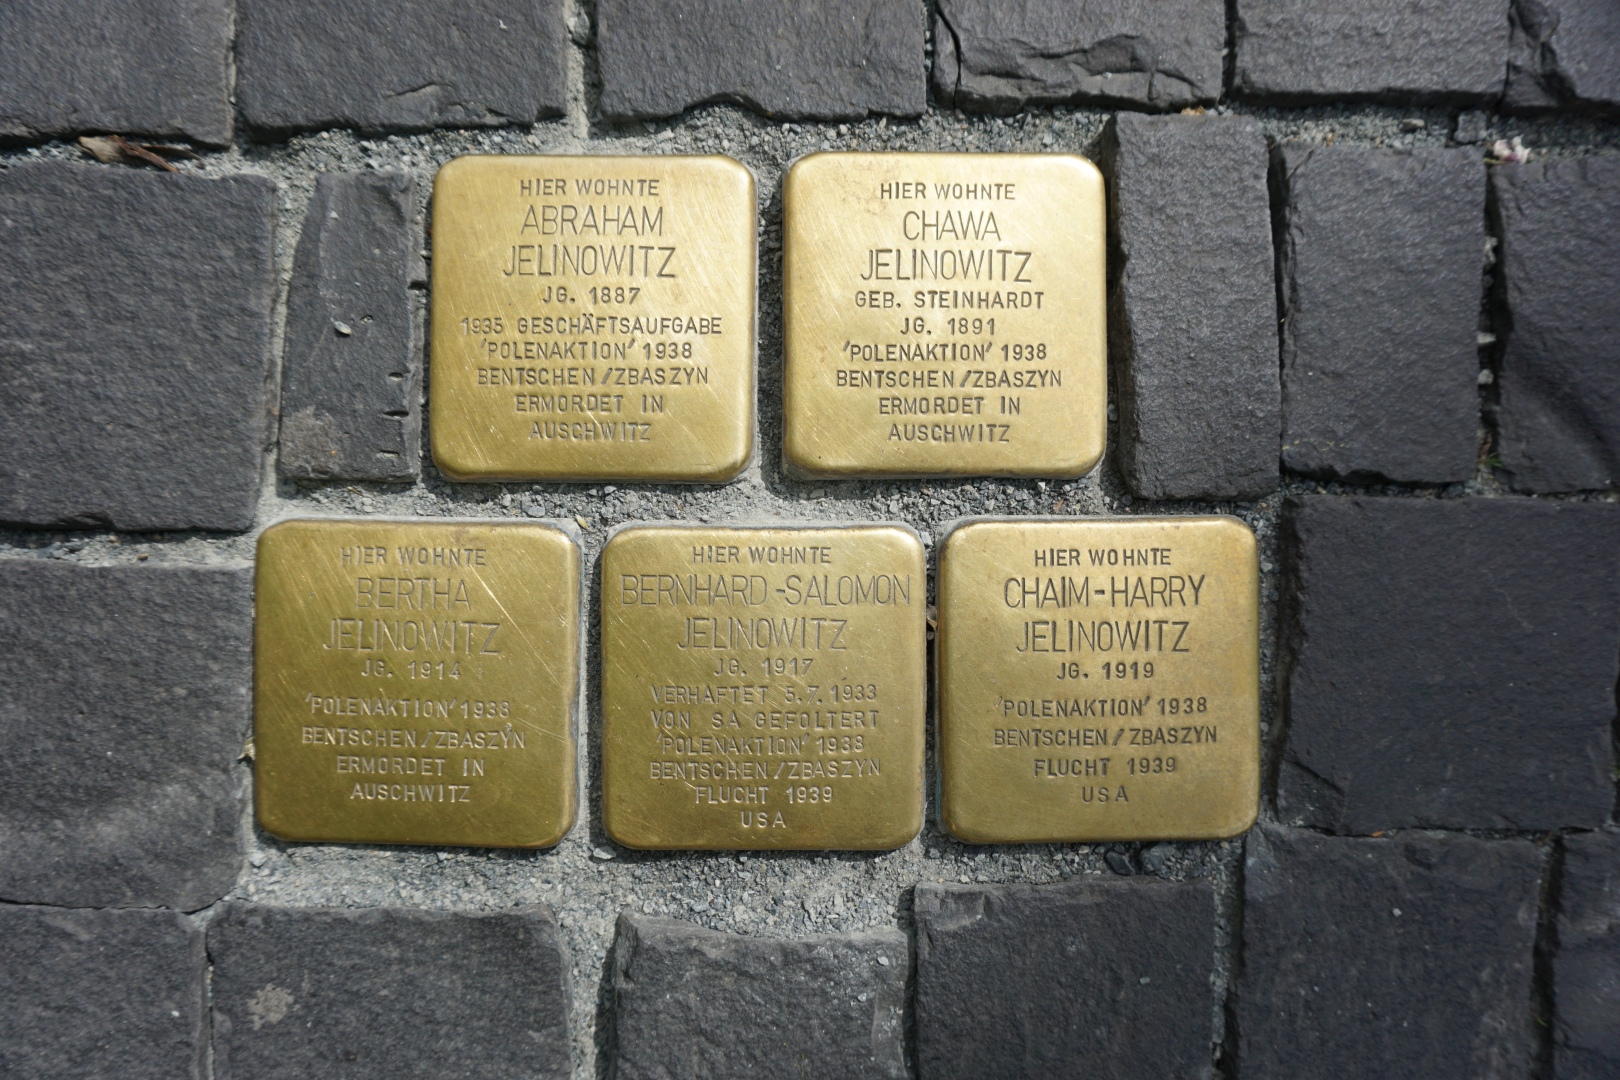 HIER WOHNTE
ABRAHAM
JELINOWITZ
JG. 1887
1935 GESCHÄFTSAUFGABE
'POLENAKTION' 1938
BENTSCHEN/ZBASZYN
ERMORDET IN
AUSCHWITZ
HIER WOHNTE
CHAWA
JELINOWITZ
GEB. STEINHARDT
JG. 1891
'POLENAKTION' 1938
BENTSCHEN/ZBASZYN
ERMORDET IN
AUSCHWITZ
HIER WOHNTE
BERTHA
JELINOWITZ
JG. 1914
'POLENAKTION' 1938
BENTSCHEN/ZBASZYN
ERMORDET IN
AUSCHWITZ
HIER WOHNTE
BERNHARD-SALOMON
JELINOWITZ
JG. 1917
VERHAFTET 5.7.1933
VON SA GEFOLTERT
'POLENAKTION' 1938
BENTSCHEN/ZBASZYN
FLUCHT 1939
USA
HIER WOHNTE
CHAIM-HARRY
JELINOWITZ
JG. 1919
'POLENAKTION' 1938
BENTSCHEN/ZBASZYN
FLUCHT 1939
USA